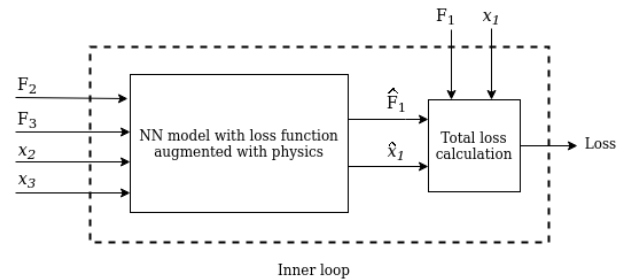 F₁ x₁
F₂
F₃
x₂
x₃
NN model with loss function
augmented with physics
F̂₁
x̂₁
Total loss
calculation
Loss
Inner loop